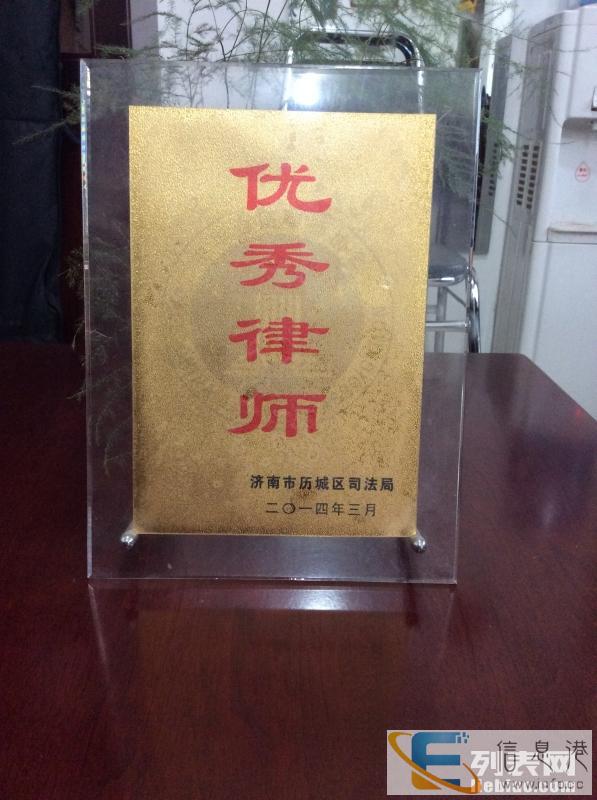 优秀律师
济南市历城区司法局
二〇一四年三月
信息港
列表网